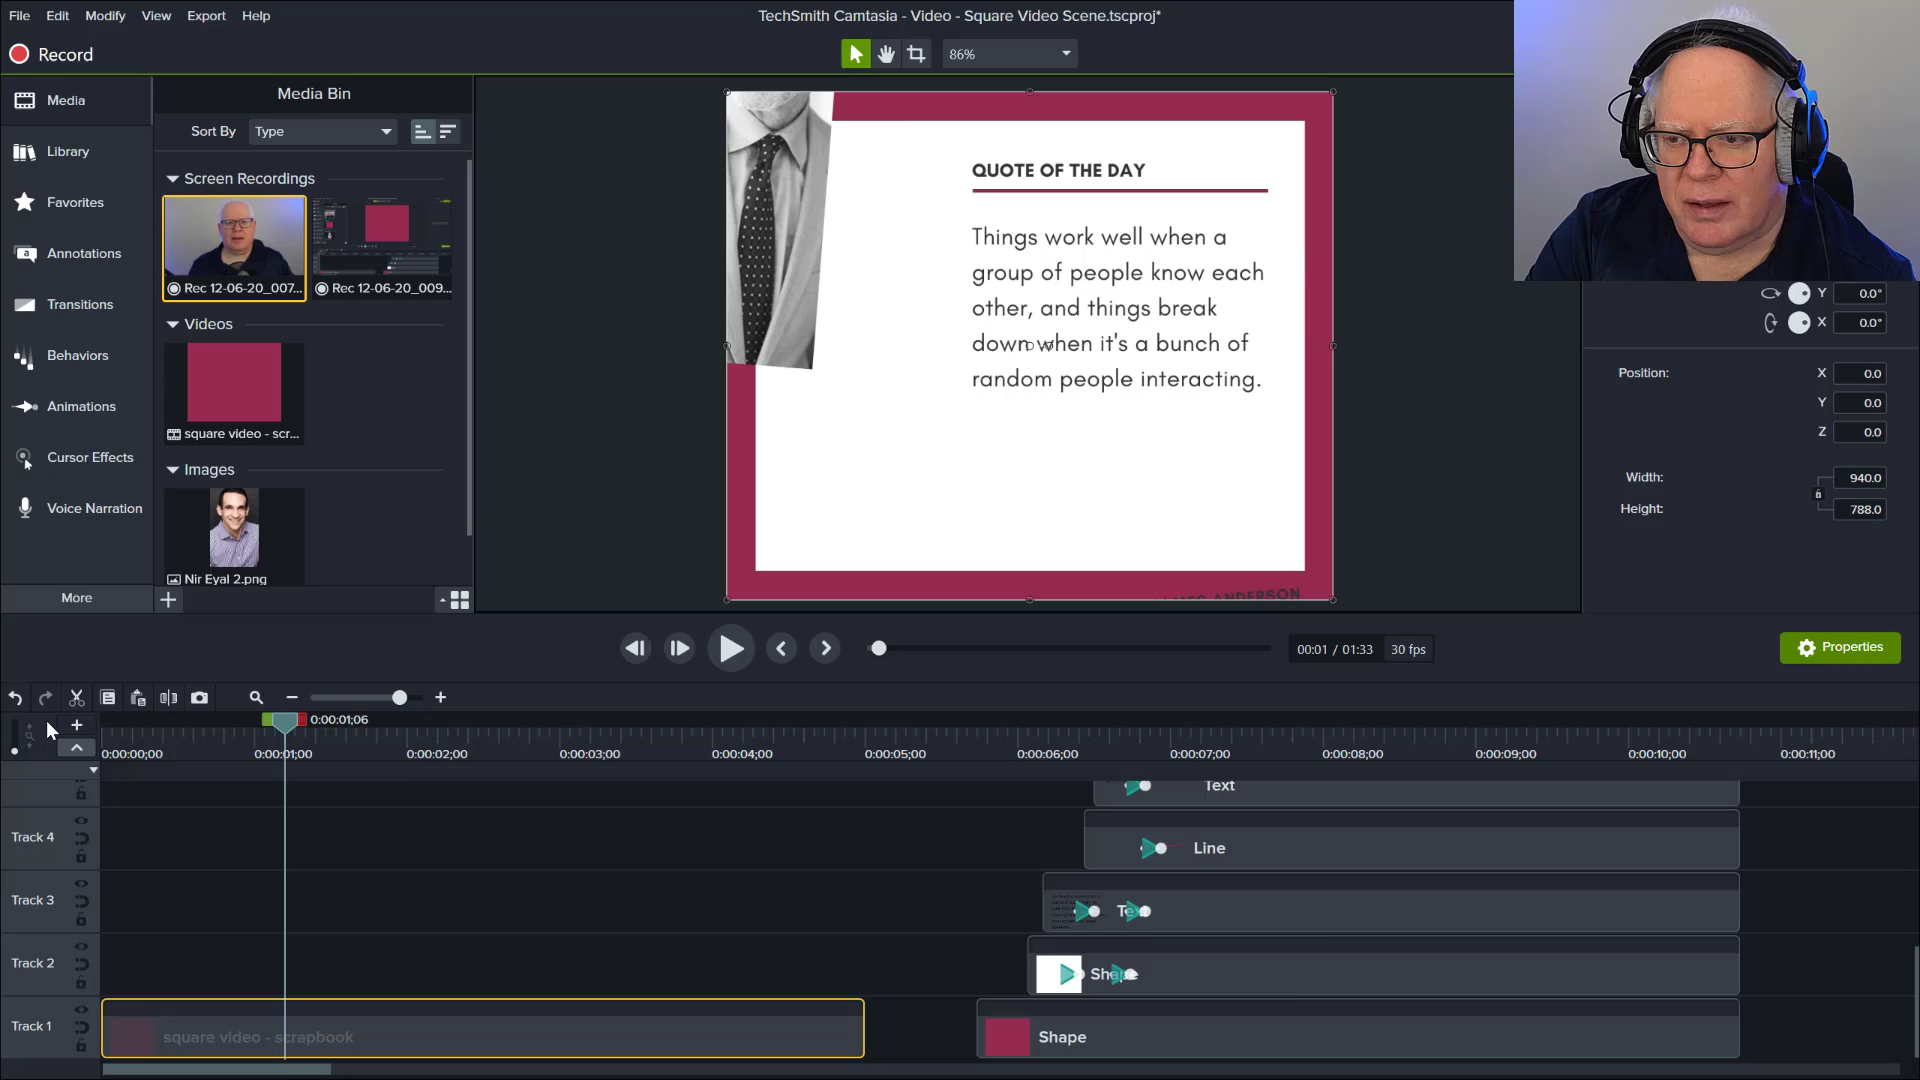 File Edit Modify View Export Help
TechSmith Camtasia - Video - Square Video Scene.tscproj*
Record
86%
Media
Library
Favorites
Annotations
Transitions
Behaviors
Animations
Cursor Effects
Voice Narration
More
Media Bin
Sort By Type
Screen Recordings
Rec 12-06-20_007...
Rec 12-06-20_009...
Videos
square video - scr...
Images
Nir Eyal 2.png
QUOTE OF THE DAY
Things work well when a
group of people know each
other, and things break
down when it's a bunch of
random people interacting.
ANDERSON
Y 0.0°
X 0.0°
Position: X 0.0
Y 0.0
Z 0.0
Width: 940.0
Height: 788.0
00:01 / 01:33 30 fps
Properties
0:00:01;06
0:00:00;00 0:00:01;00 0:00:02;00 0:00:03;00 0:00:04;00 0:00:05;00 0:00:06;00 0:00:07;00 0:00:08;00 0:00:09;00 0:00:10;00 0:00:11;00
Text
Track 4 Line
Track 3
Track 2 Shape
Track 1 square video - scrapbook Shape